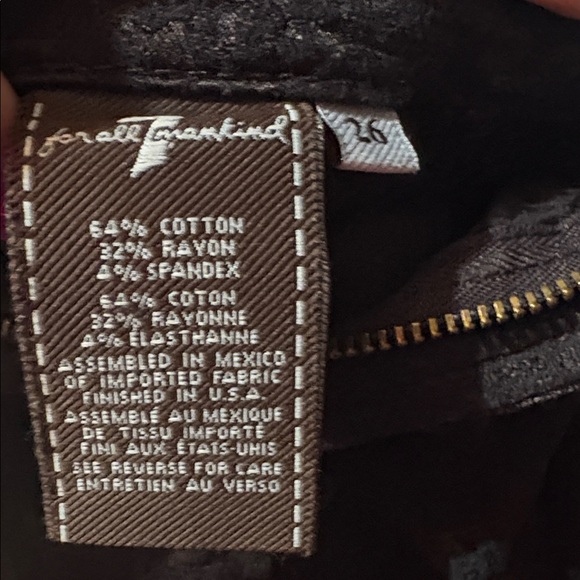 for all 7 mankind
26
64% COTTON
32% RAYON
4% SPANDEX
64% COTON
32% RAYONNE
4% ELASTHANNE
ASSEMBLED IN MEXICO
OF IMPORTED FABRIC
FINISHED IN U.S.A.
ASSEMBLÉ AU MEXIQUE
DE TISSU IMPORTÉ
FINI AUX ÉTATS-UNIS
SEE REVERSE FOR CARE
ENTRETIEN AU VERSO